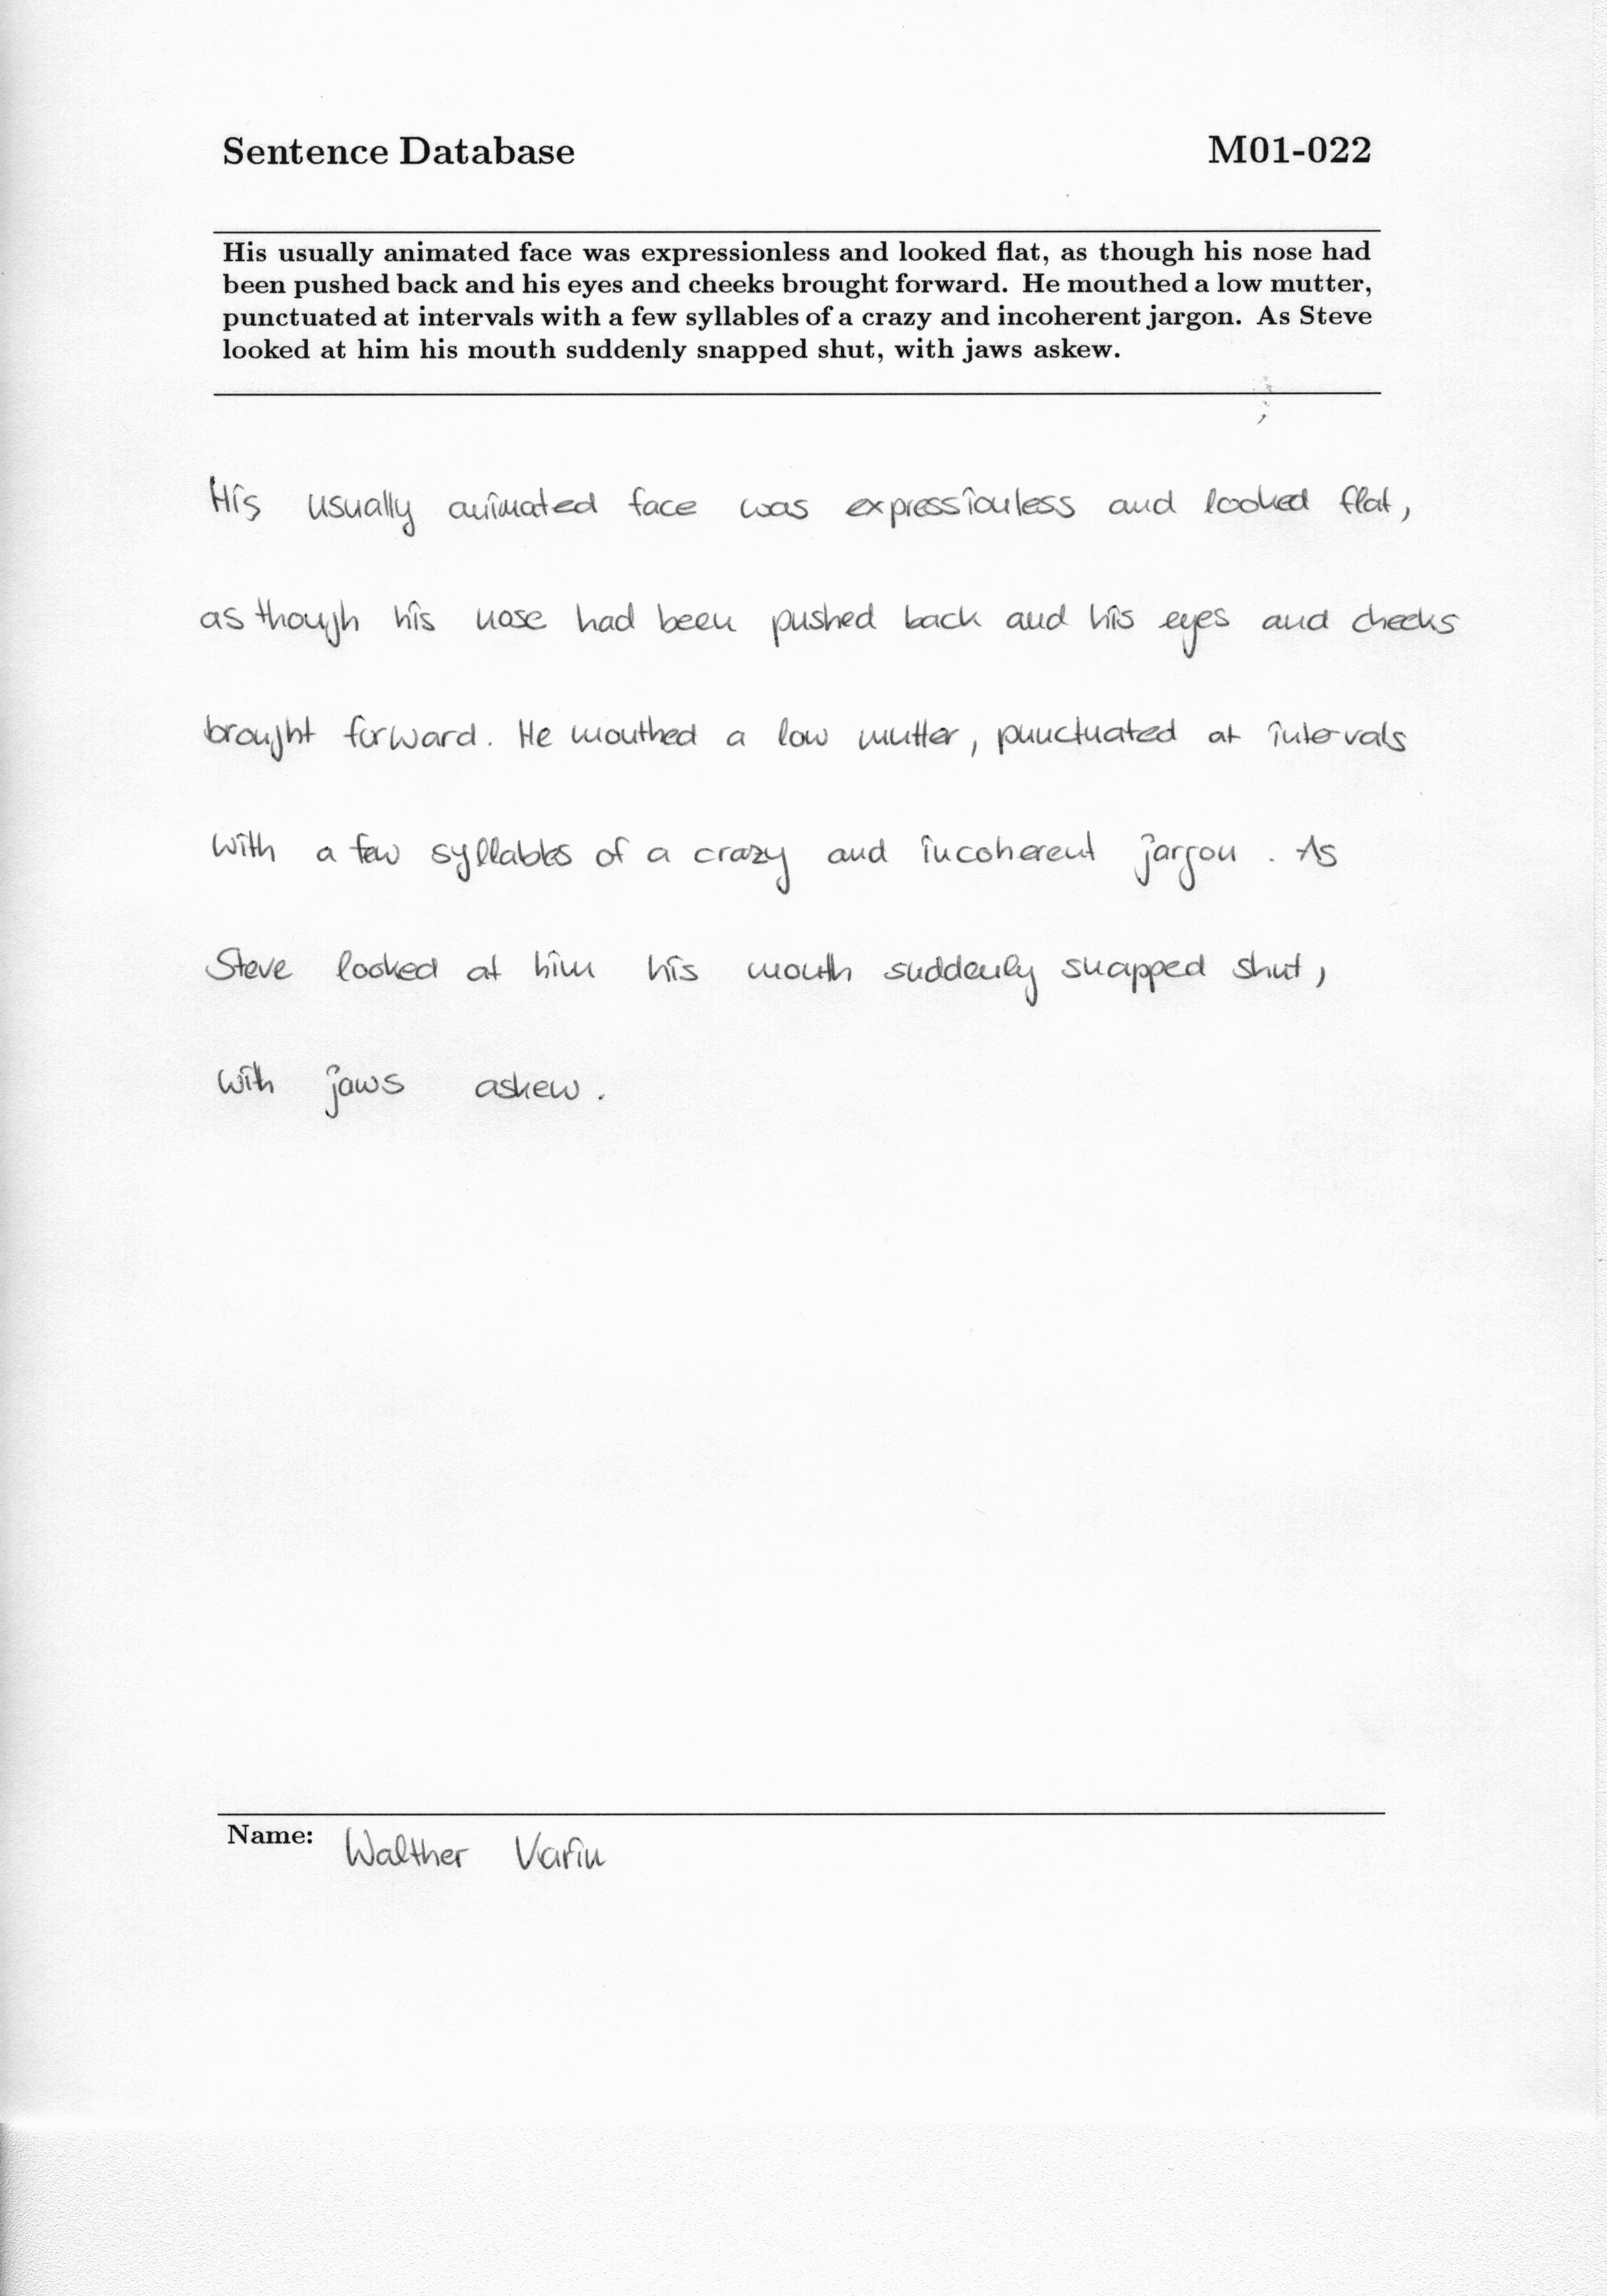 Sentence Database M01-022
His usually animated face was expressionless and looked flat, as though his nose had
been pushed back and his eyes and cheeks brought forward. He mouthed a low mutter,
punctuated at intervals with a few syllables of a crazy and incoherent jargon. As Steve
looked at him his mouth suddenly snapped shut, with jaws askew.
His usually animated face was expressionless and looked flat,
as though his nose had been pushed back and his eyes and cheeks
brought forward. He mouthed a low mutter, punctuated at intervals
with a few syllables of a crazy and incoherent jargon. As
Steve looked at him his mouth suddenly snapped shut,
with jaws askew.
Name: Walther Varin